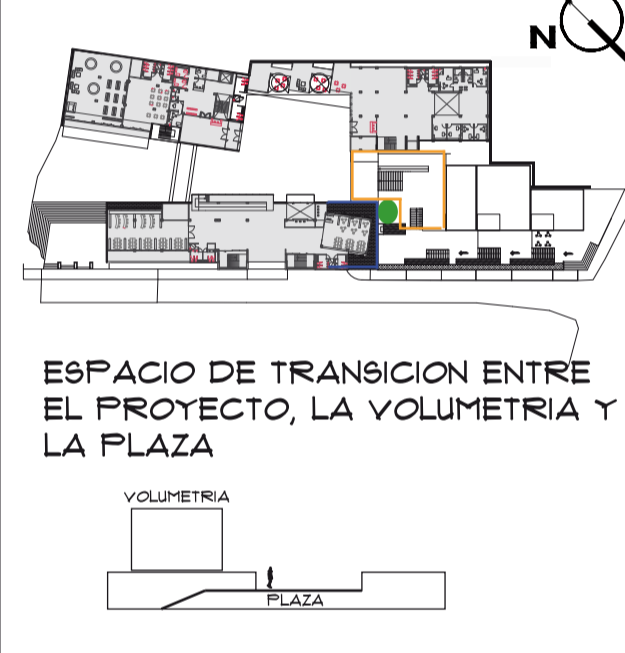 N
ESPACIO DE TRANSICION ENTRE
EL PROYECTO, LA VOLUMETRIA Y
LA PLAZA
VOLUMETRIA
PLAZA